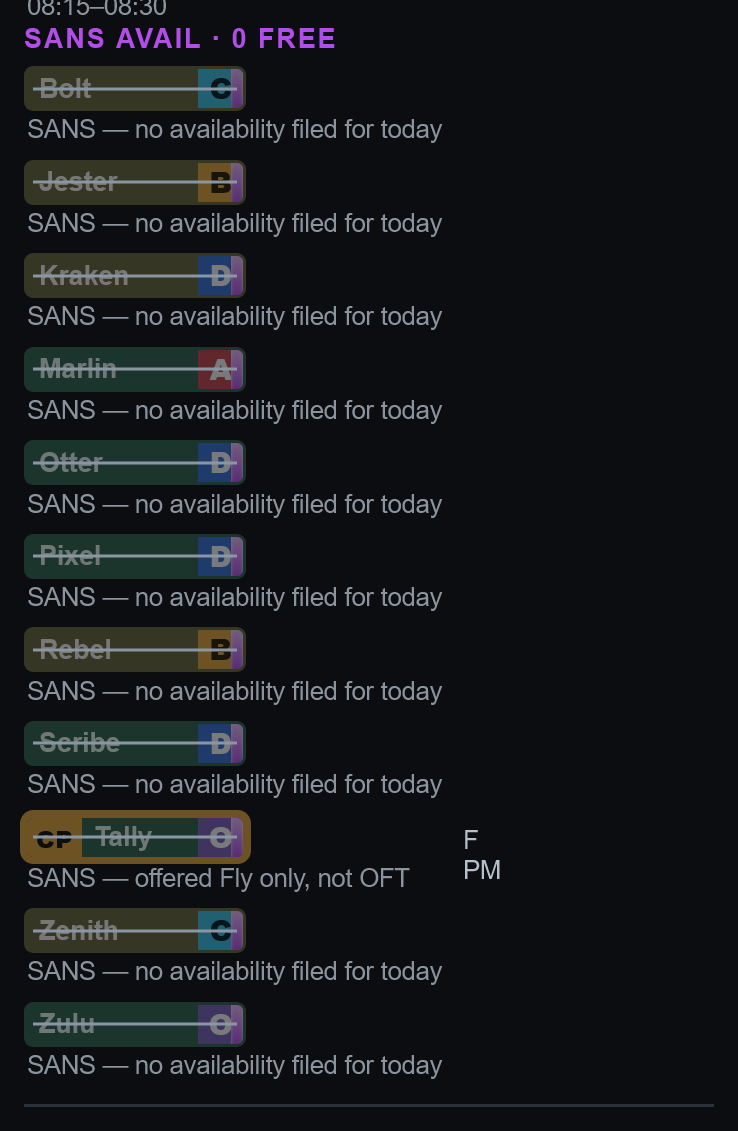 08:15–08:30
SANS AVAIL · 0 FREE
Bolt C
SANS — no availability filed for today
Jester B
SANS — no availability filed for today
Kraken D
SANS — no availability filed for today
Marlin A
SANS — no availability filed for today
Otter D
SANS — no availability filed for today
Pixel D
SANS — no availability filed for today
Rebel B
SANS — no availability filed for today
Scribe D
SANS — no availability filed for today
CP Tally O
F
PM
SANS — offered Fly only, not OFT
Zenith C
SANS — no availability filed for today
Zulu O
SANS — no availability filed for today